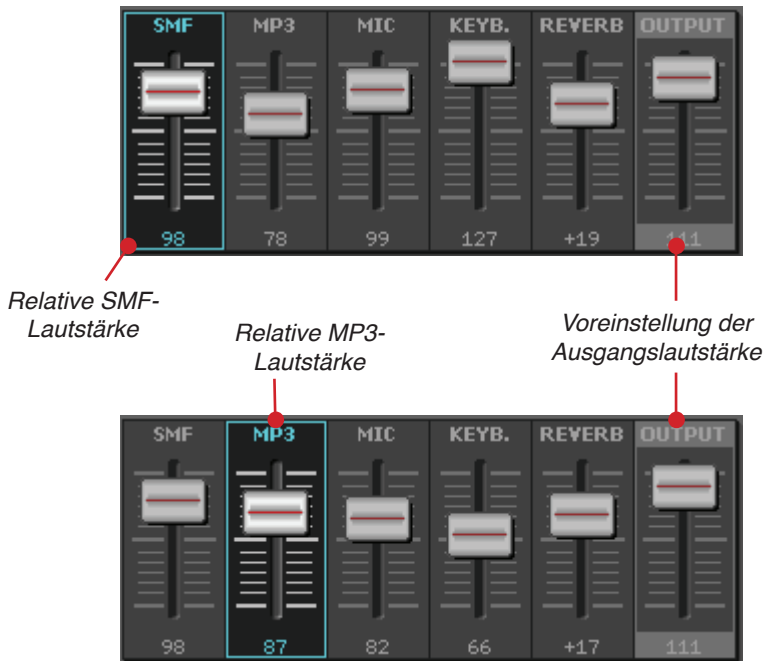 SMF MP3 MIC KEYB. REVERB OUTPUT
98 78 99 127 +19 111
Relative SMF-
Lautstärke
Relative MP3-
Lautstärke
Voreinstellung der
Ausgangslautstärke
SMF MP3 MIC KEYB. REVERB OUTPUT
98 87 82 66 +17 111